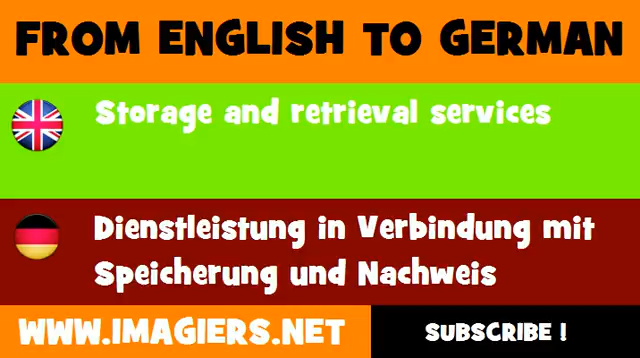 FROM ENGLISH TO GERMAN
Storage and retrieval services
Dienstleistung in Verbindung mit
Speicherung und Nachweis
WWW.IMAGIERS.NET
SUBSCRIBE !